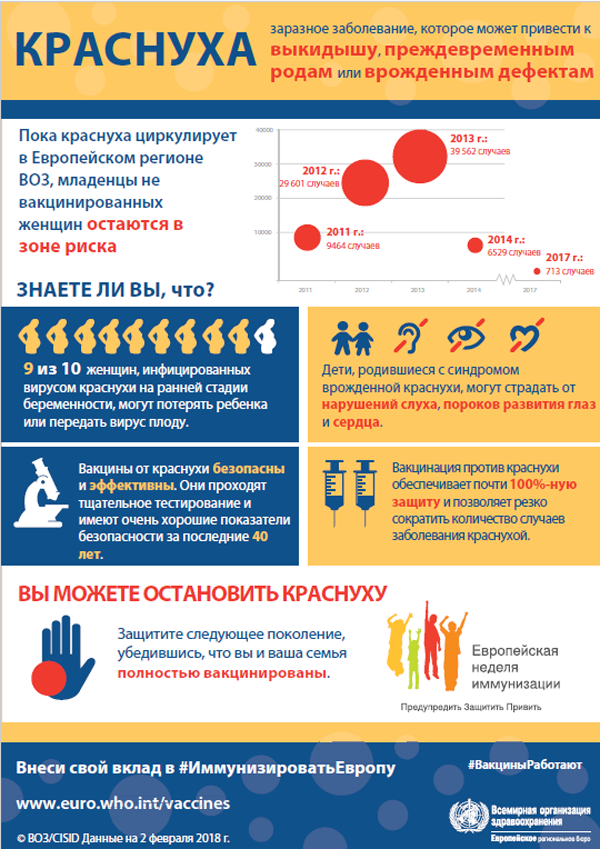 КРАСНУХА
заразное заболевание, которое может привести к
выкидышу, преждевременным
родам или врожденным дефектам
Пока краснуха циркулирует
в Европейском регионе
ВОЗ, младенцы не
вакцинированных
женщин остаются в
зоне риска
40000
30000
20000
10000
2011 г.:
9464 случаев
2012 г.:
29 601 случаев
2013 г.:
39 562 случаев
2014 г.:
6529 случаев
2017 г.:
713 случаев
2011
2012
2013
2014
2017
ЗНАЕТЕ ЛИ ВЫ, что?
9 из 10 женщин, инфицированных
вирусом краснухи на ранней стадии
беременности, могут потерять ребенка
или передать вирус плоду.
Дети, родившиеся с синдромом
врожденной краснухи, могут страдать от
нарушений слуха, пороков развития глаз
и сердца.
Вакцины от краснухи безопасны
и эффективны. Они проходят
тщательное тестирование и
имеют очень хорошие показатели
безопасности за последние 40
лет.
Вакцинация против краснухи
обеспечивает почти 100%-ную
защиту и позволяет резко
сократить количество случаев
заболевания краснухой.
ВЫ МОЖЕТЕ ОСТАНОВИТЬ КРАСНУХУ
Защитите следующее поколение,
убедившись, что вы и ваша семья
полностью вакцинированы.
Европейская
неделя
иммунизации
Предупредить Защитить Привить
Внеси свой вклад в #ИммунизироватьЕвропу
#ВакциныРаботают
www.euro.who.int/vaccines
© ВОЗ/CISID Данные на 2 февраля 2018 г.
Всемирная организация
здравоохранения
Европейское региональное бюро